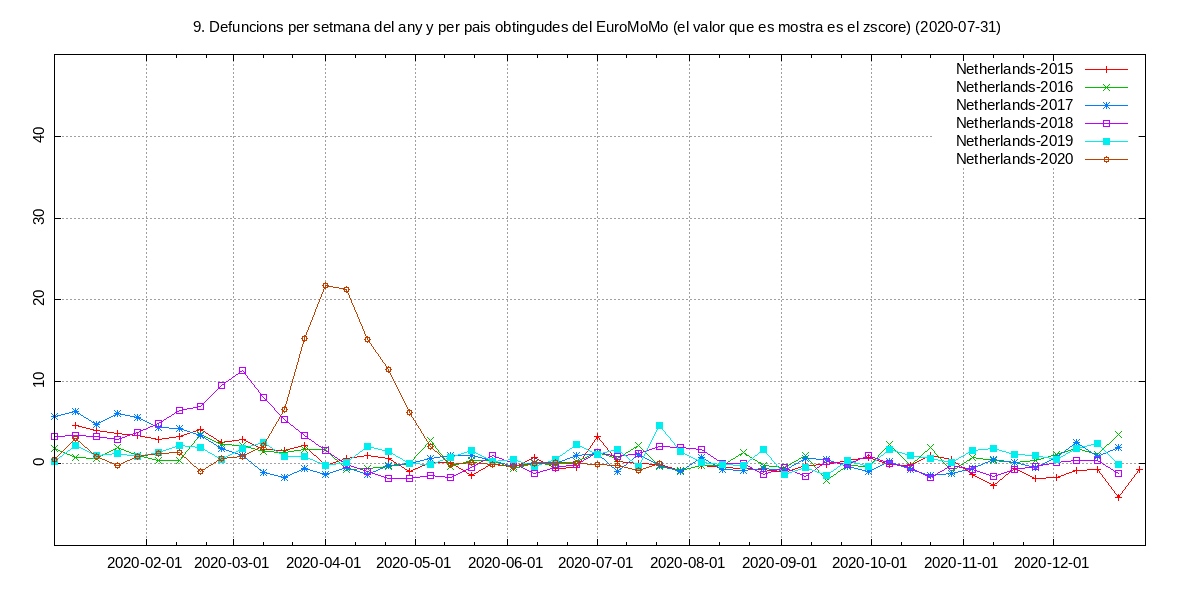 9. Defuncions per setmana del any y per pais obtingudes del EuroMoMo (el valor que es mostra es el zscore) (2020-07-31)
Netherlands-2015
Netherlands-2016
Netherlands-2017
Netherlands-2018
Netherlands-2019
Netherlands-2020
40
30
20
10
0
2020-02-01 2020-03-01 2020-04-01 2020-05-01 2020-06-01 2020-07-01 2020-08-01 2020-09-01 2020-10-01 2020-11-01 2020-12-01